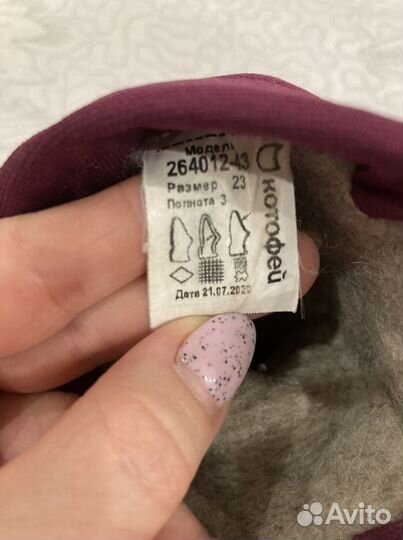 Модель
264012-43
Размер 23
Полнота 3
Дата 21.07.2020
котофей
Avito